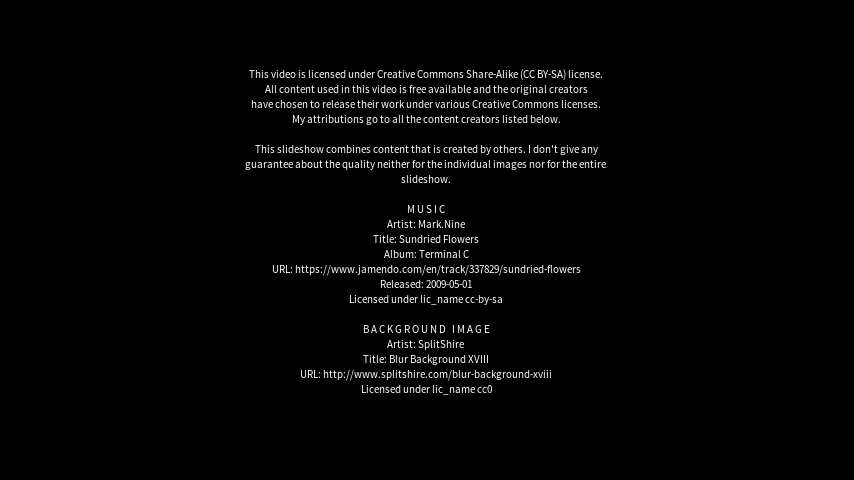 This video is licensed under Creative Commons Share-Alike (CC BY-SA) license.
All content used in this video is free available and the original creators
have chosen to release their work under various Creative Commons licenses.
My attributions go to all the content creators listed below.
This slideshow combines content that is created by others. I don't give any
guarantee about the quality neither for the individual images nor for the entire
slideshow.
MUSIC
Artist: Mark.Nine
Title: Sundried Flowers
Album: Terminal C
URL: https://www.jamendo.com/en/track/337829/sundried-flowers
Released: 2009-05-01
Licensed under lic_name cc-by-sa
BACKGROUND IMAGE
Artist: SplitShire
Title: Blur Background XVIII
URL: http://www.splitshire.com/blur-background-xviii
Licensed under lic_name cc0